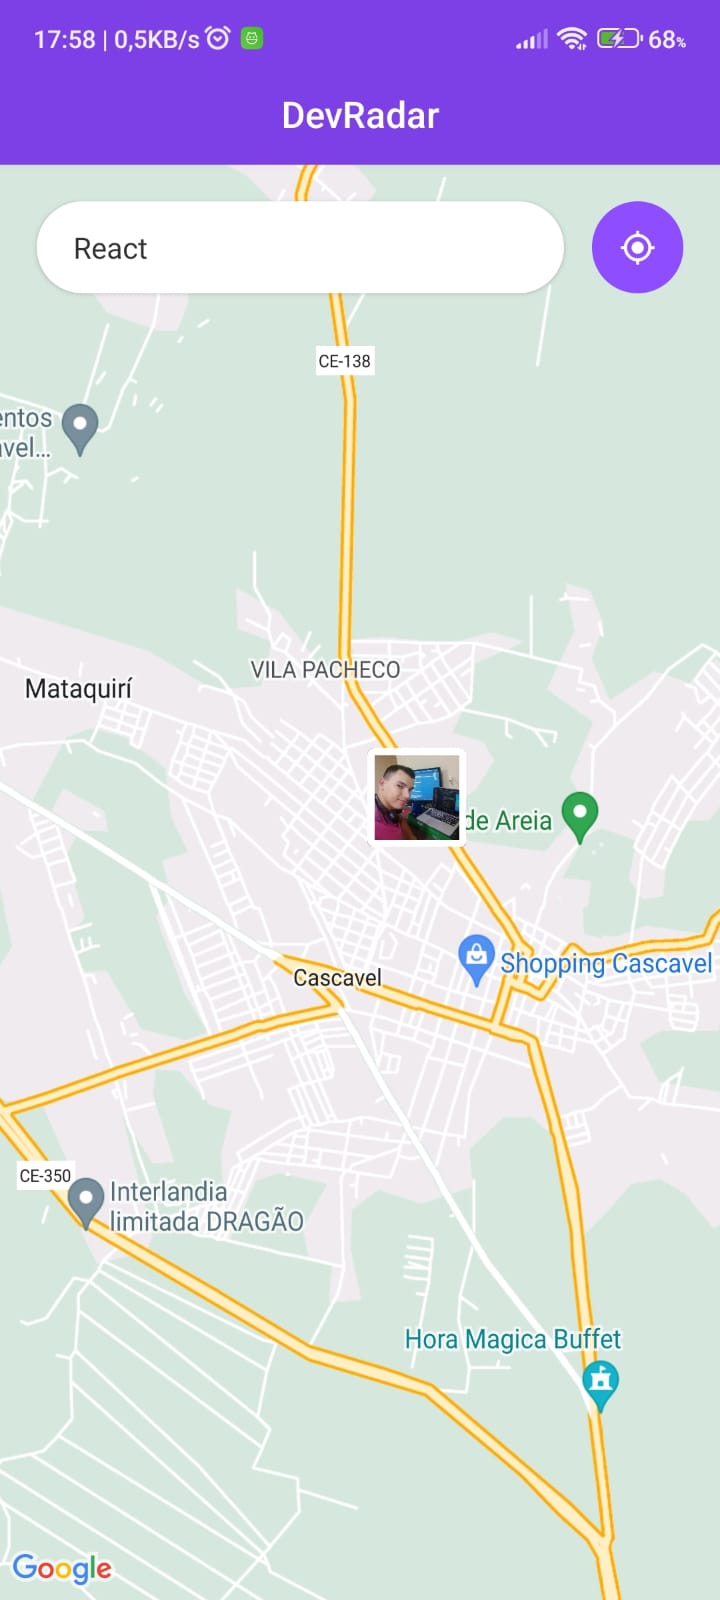 17:58 | 0,5KB/s
68%
DevRadar
React
CE-138
entos
avel...
VILA PACHECO
Mataquirí
de Areia
Shopping Cascavel
Cascavel
CE-350
Interlandia
limitada DRAGÃO
Hora Magica Buffet
Google